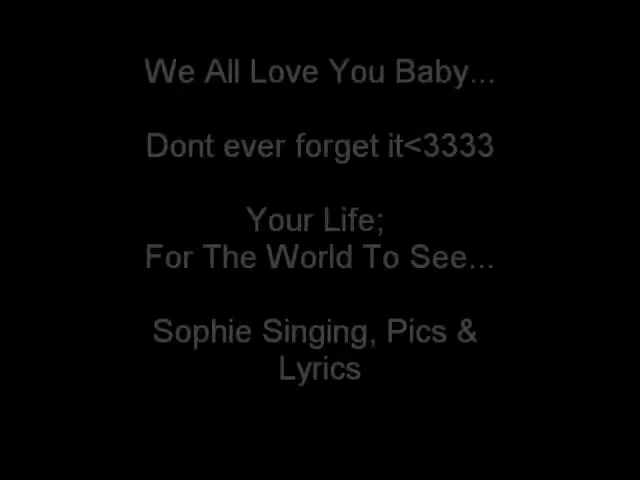 We All Love You Baby...
Dont ever forget it<3333
Your Life;
For The World To See...
Sophie Singing, Pics &
Lyrics